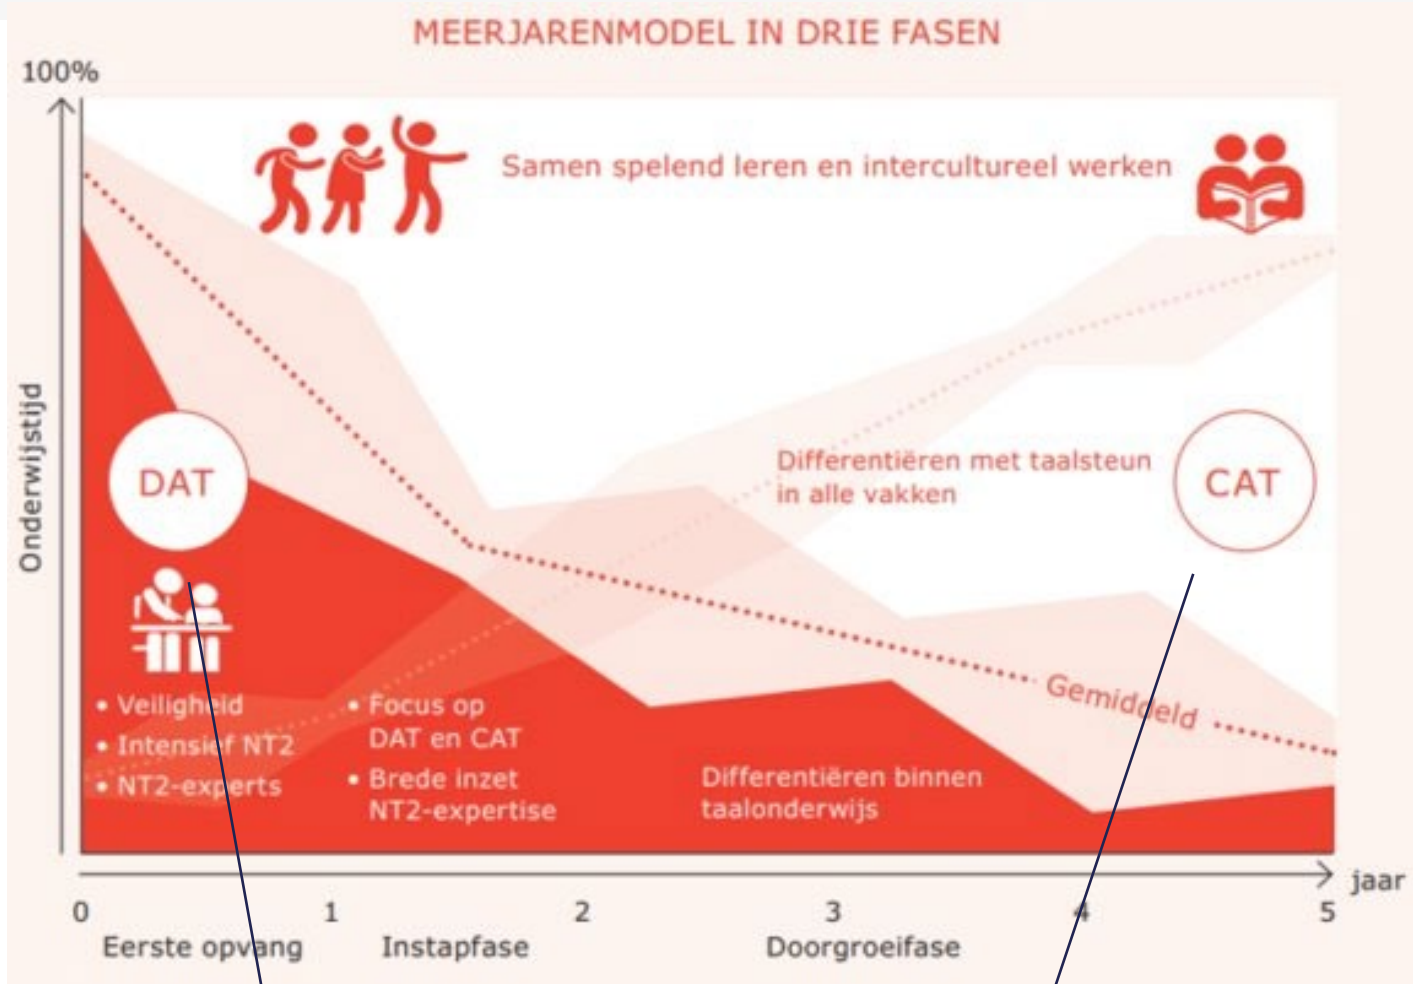 MEERJARENMODEL IN DRIE FASEN
100%
Samen spelend leren en intercultureel werken
Onderwijstijd
DAT
Differentiëren met taalsteun
in alle vakken
CAT
• Veiligheid
• Intensief NT2
• NT2-experts
• Focus op
DAT en CAT
• Brede inzet
NT2-expertise
Differentiëren binnen
taalonderwijs
Gemiddeld
jaar
0 1 2 3 4 5
Eerste opvang Instapfase Doorgroeifase